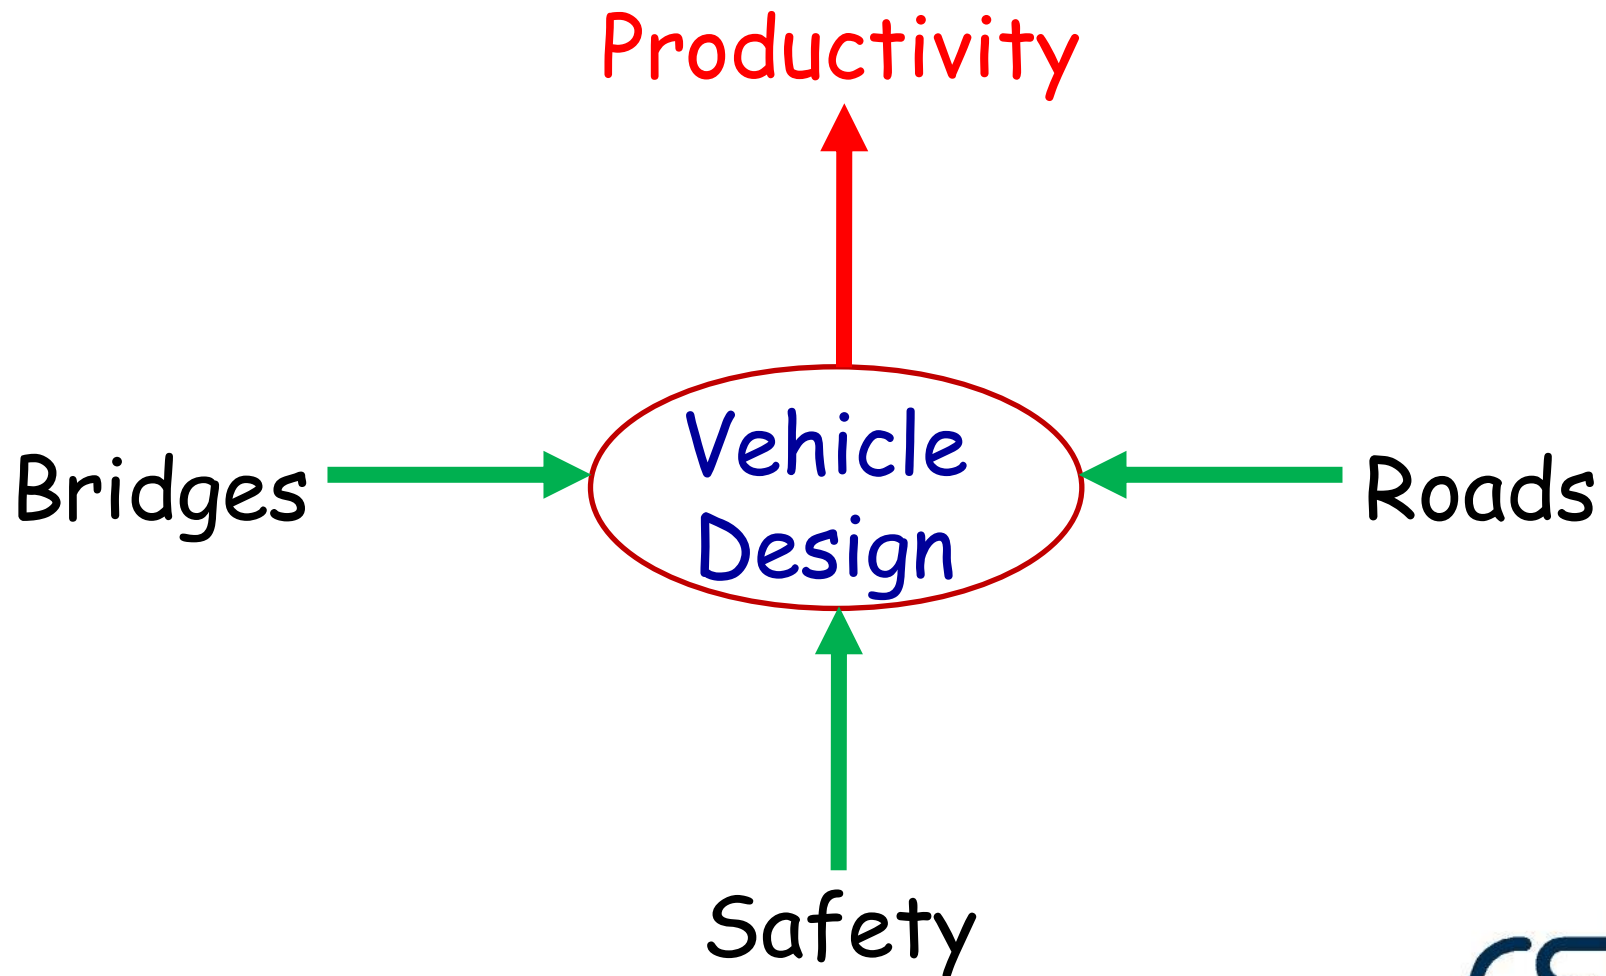 Productivity
Vehicle
Design
Bridges
Roads
Safety